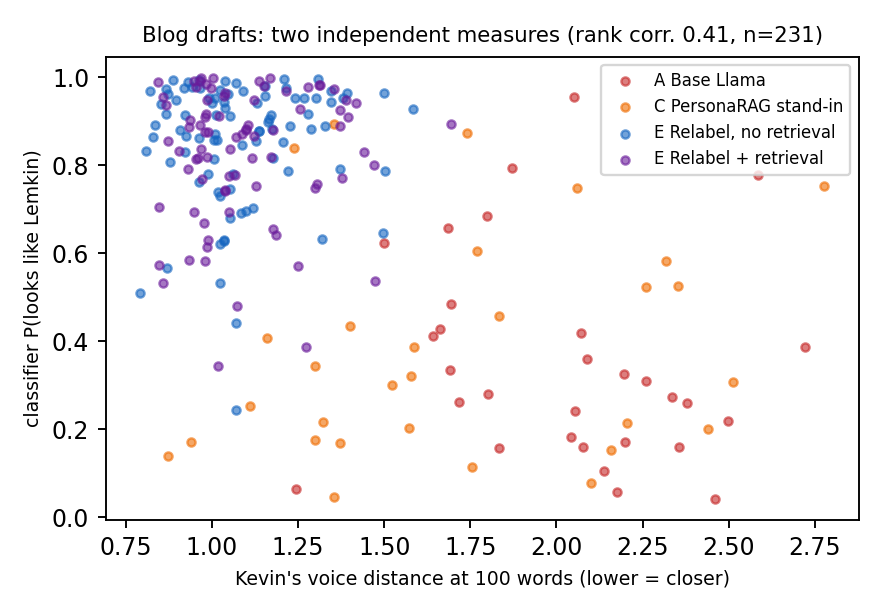 Blog drafts: two independent measures (rank corr. 0.41, n=231)
A Base Llama
C PersonaRAG stand-in
E Relabel, no retrieval
E Relabel + retrieval
classifier P(looks like Lemkin)
1.0
0.8
0.6
0.4
0.2
0.0
0.75 1.00 1.25 1.50 1.75 2.00 2.25 2.50 2.75
Kevin's voice distance at 100 words (lower = closer)